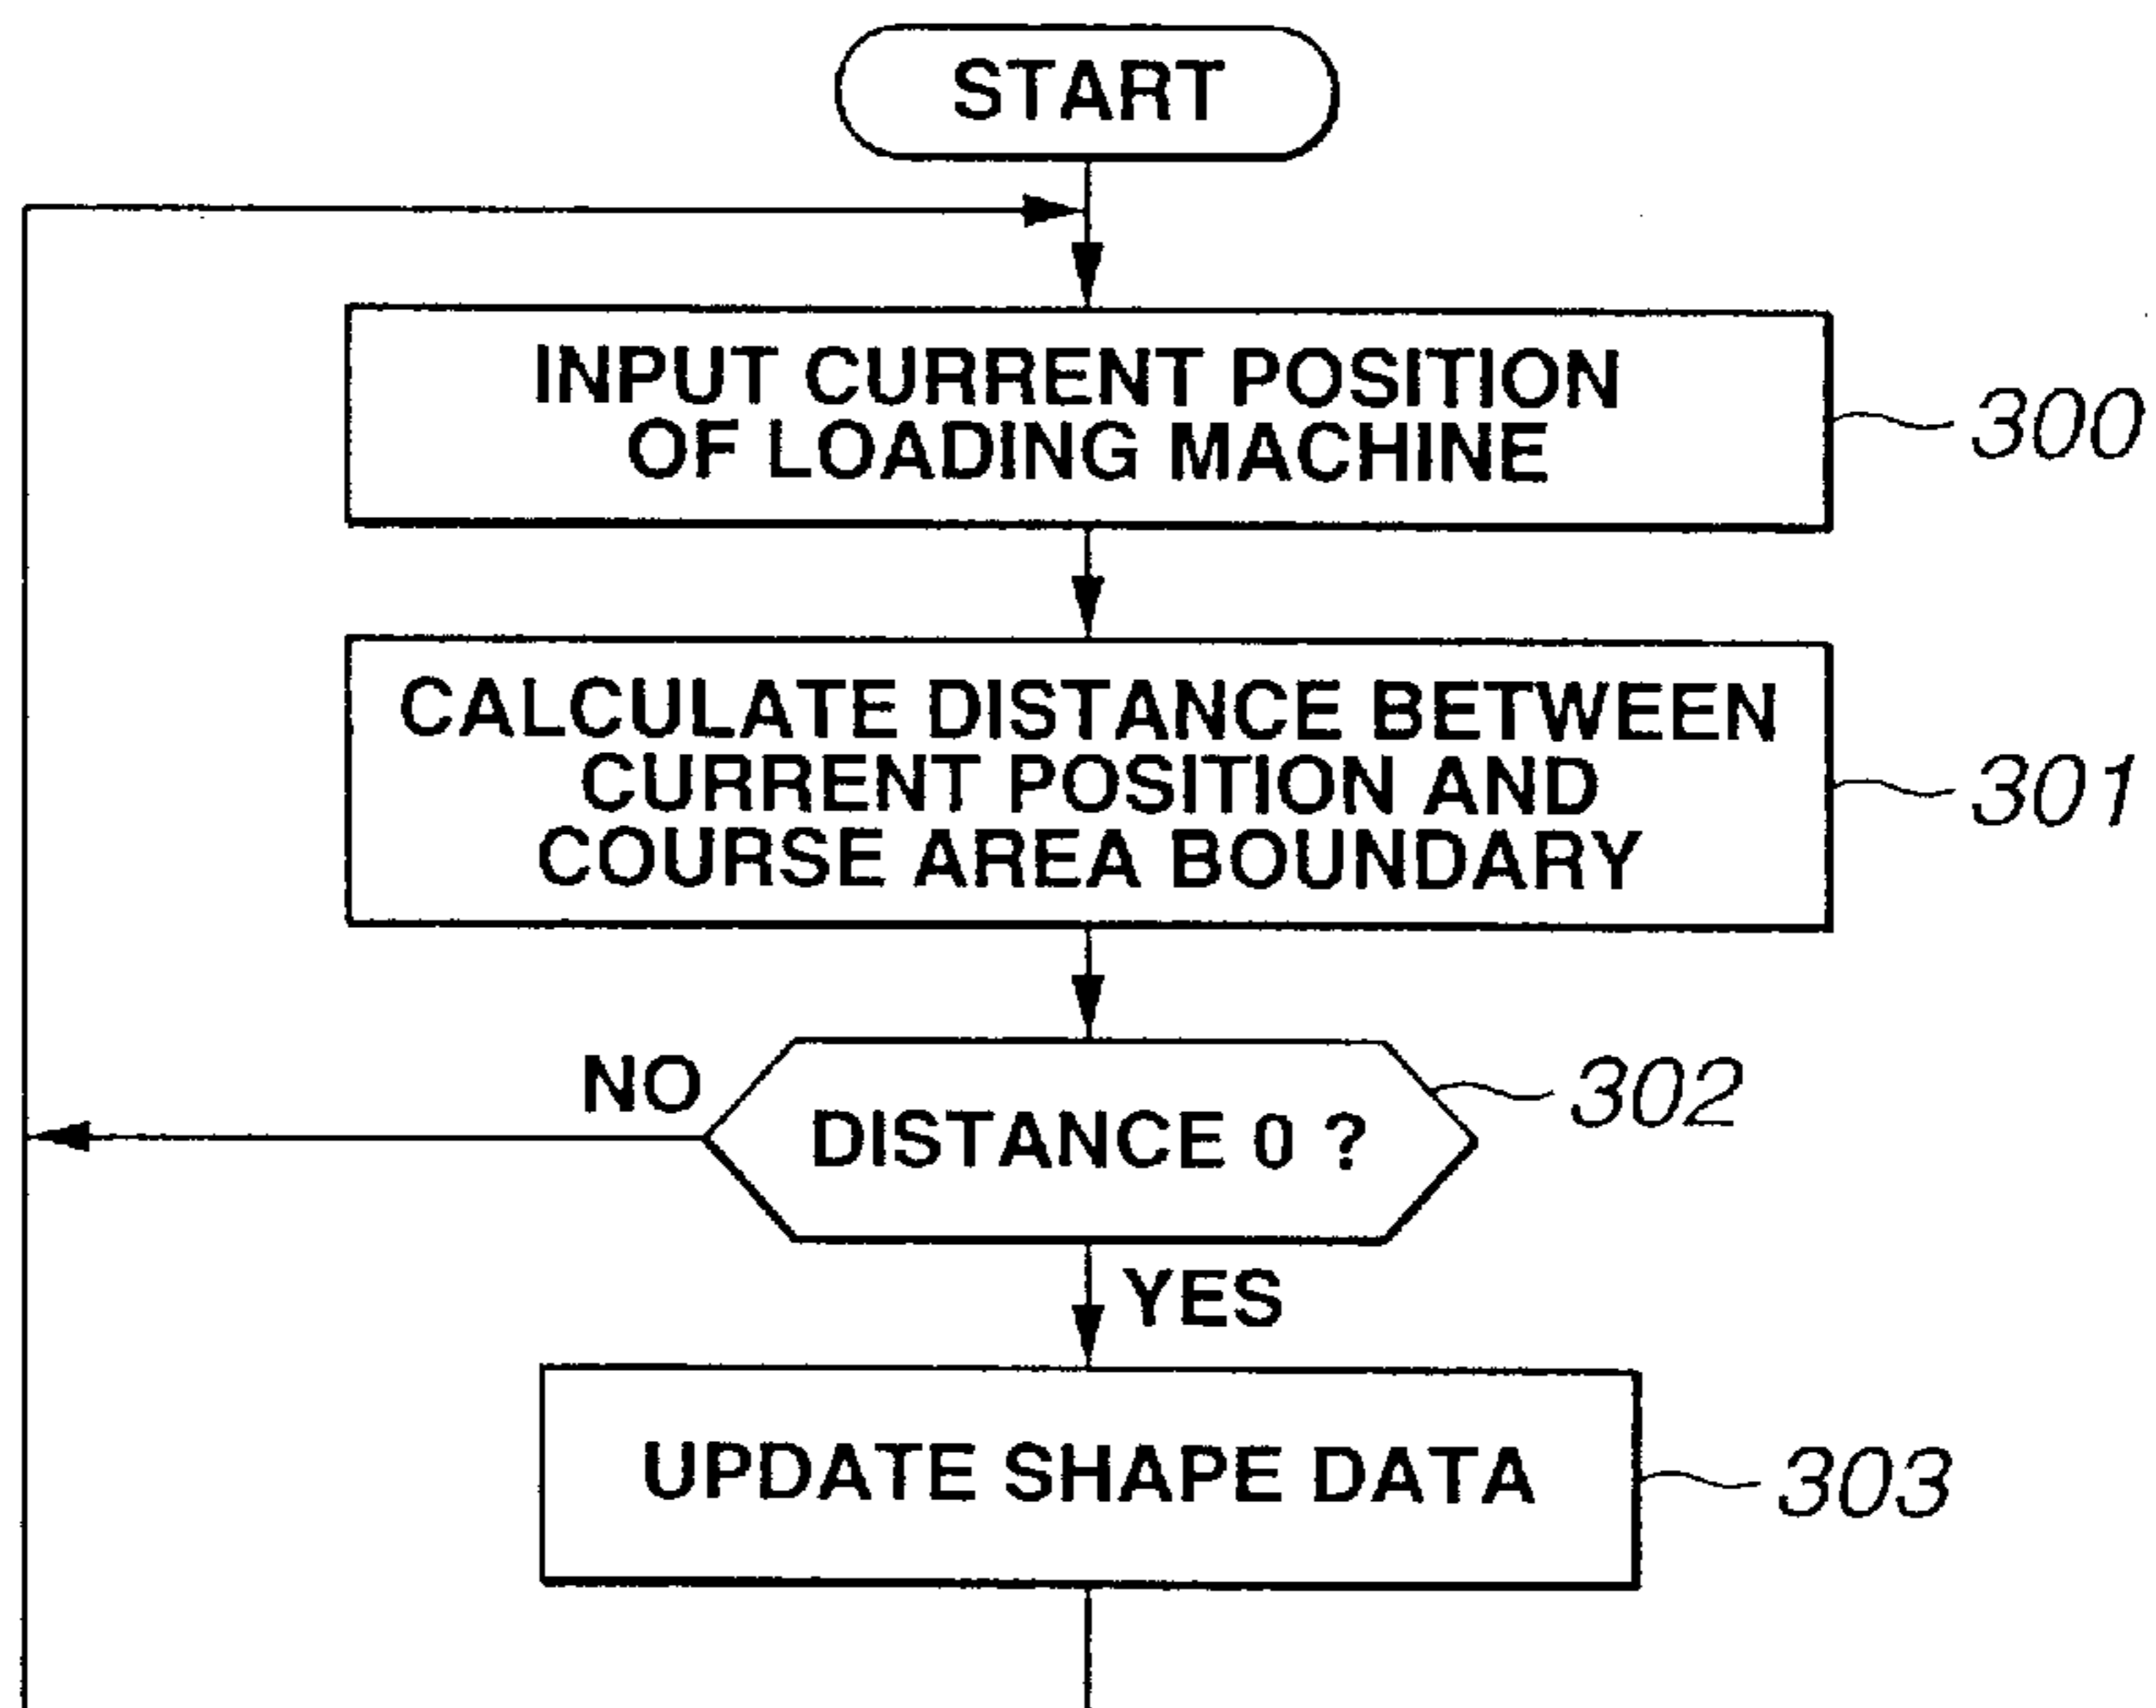 START
INPUT CURRENT POSITION
OF LOADING MACHINE
300
CALCULATE DISTANCE BETWEEN
CURRENT POSITION AND
COURSE AREA BOUNDARY
301
NO
DISTANCE 0 ?
302
YES
UPDATE SHAPE DATA
303